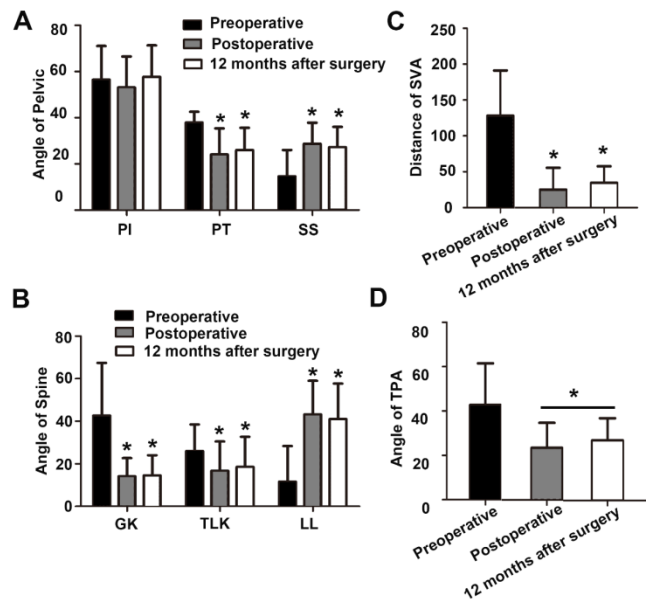 A
Preoperative
Postoperative
12 months after surgery
Angle of Pelvic
80
60
40
20
0
* * * *
PI PT SS
B
Preoperative
Postoperative
12 months after surgery
Angle of Spine
80
60
40
20
0
* * * * * *
GK TLK LL
C
Distance of SVA
250
200
150
100
50
0
* *
Preoperative
Postoperative
12 months after surgery
D
Angle of TPA
80
60
40
20
0
*
Preoperative
Postoperative
12 months after surgery